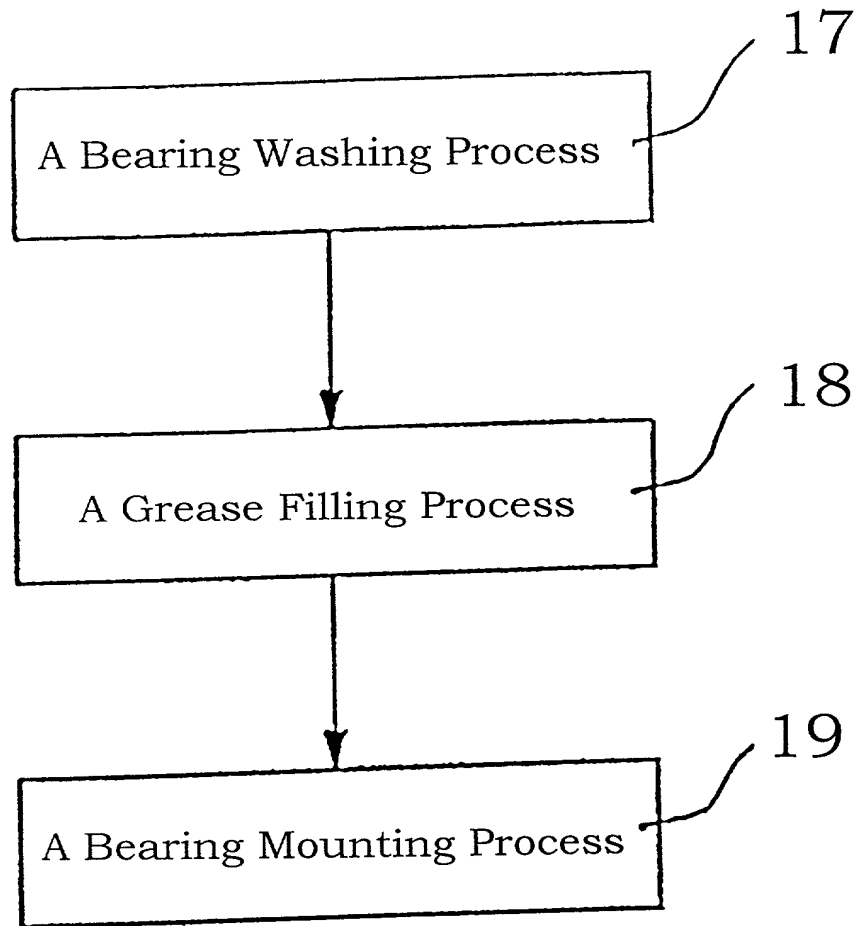 17
A Bearing Washing Process
18
A Grease Filling Process
19
A Bearing Mounting Process